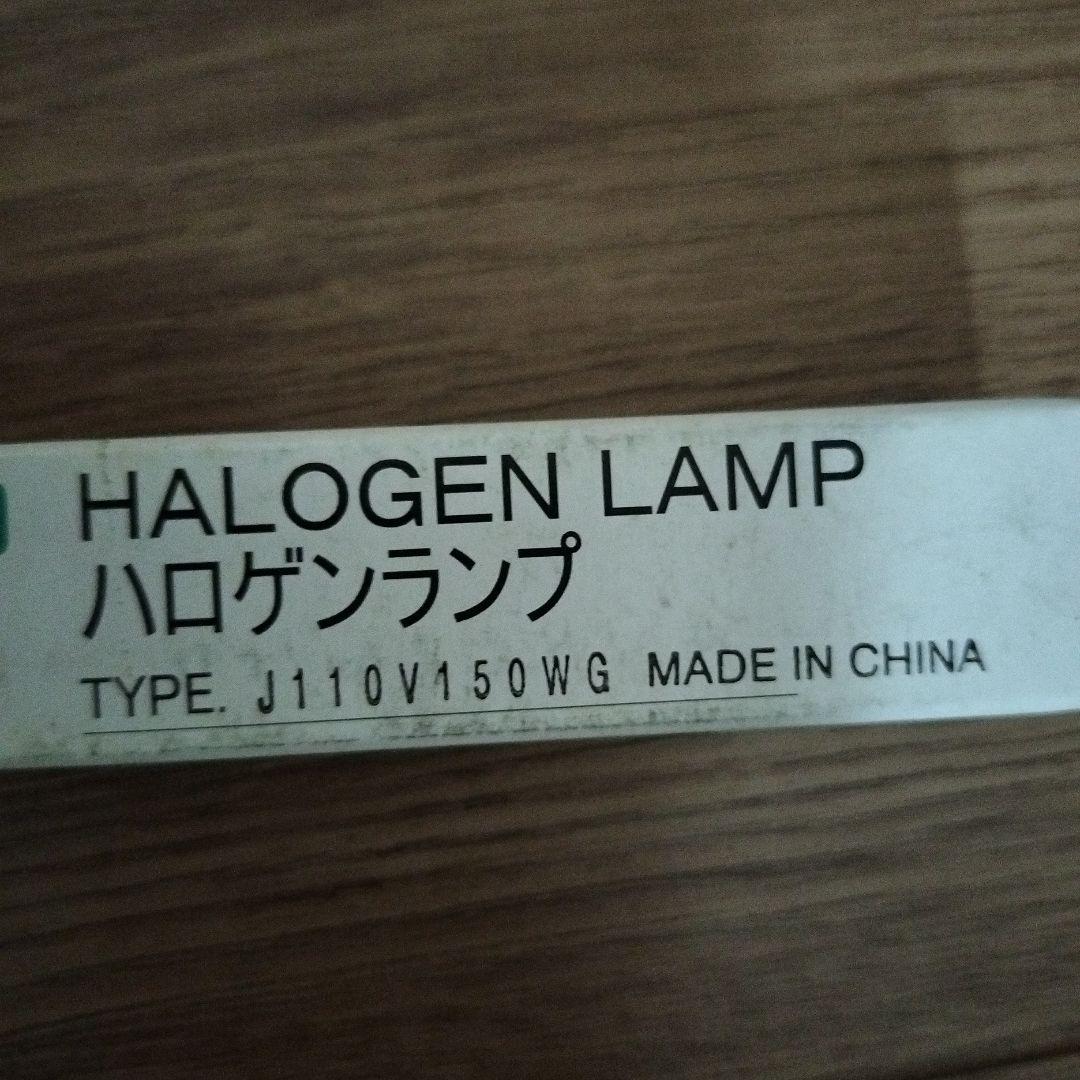 HALOGEN LAMP
ハロゲンランプ
TYPE. J110V150WG MADE IN CHINA